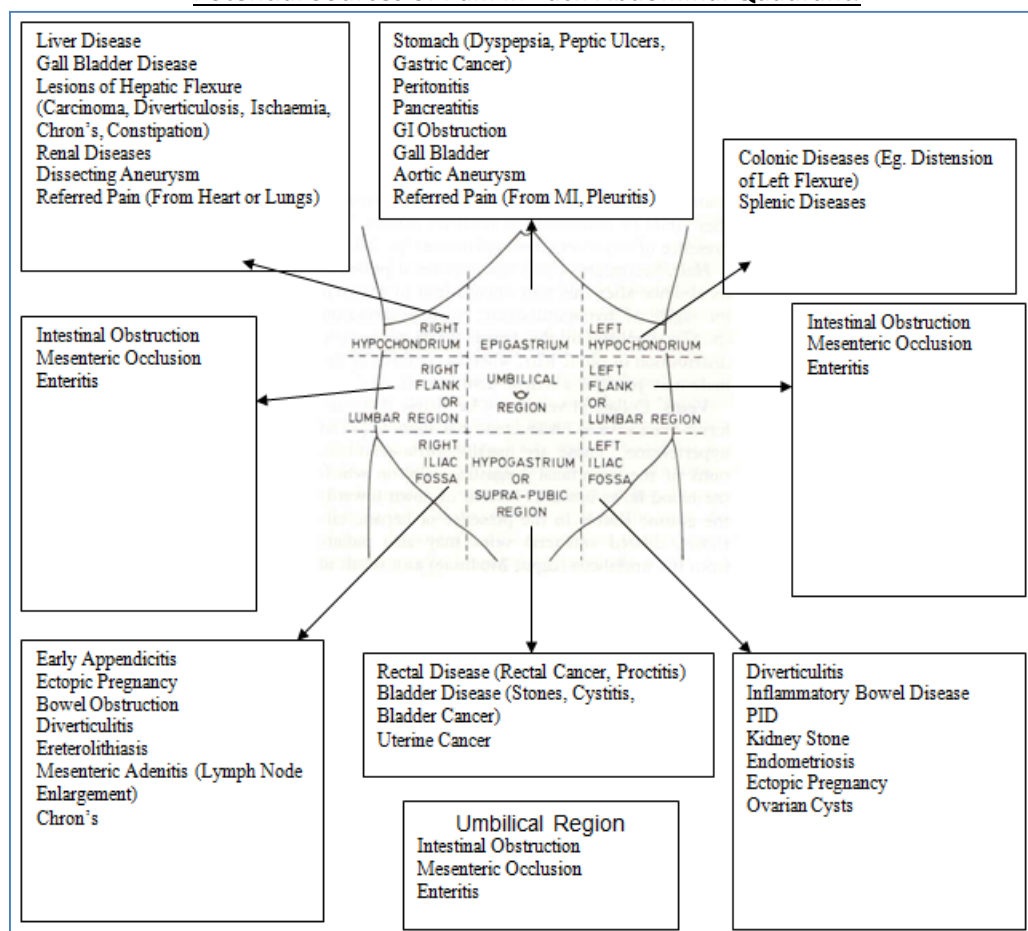 Liver Disease
Gall Bladder Disease
Lesions of Hepatic Flexure
(Carcinoma, Diverticulosis, Ischaemia,
Chron’s, Constipation)
Renal Diseases
Dissecting Aneurysm
Referred Pain (From Heart or Lungs)
Stomach (Dyspepsia, Peptic Ulcers,
Gastric Cancer)
Peritonitis
Pancreatitis
GI Obstruction
Gall Bladder
Aortic Aneurysm
Referred Pain (From MI, Pleuritis)
Colonic Diseases (Eg. Distension
of Left Flexure)
Splenic Diseases
Intestinal Obstruction
Mesenteric Occlusion
Enteritis
RIGHT
HYPOCHONDRIUM
EPIGASTRIUM
LEFT
HYPOCHONDRIUM
RIGHT
FLANK
OR
LUMBAR REGION
UMBILICAL
REGION
LEFT
FLANK
OR
LUMBAR REGION
RIGHT
ILIAC
FOSSA
HYPOGASTRIUM
OR
SUPRA-PUBIC
REGION
LEFT
ILIAC
FOSSA
Intestinal Obstruction
Mesenteric Occlusion
Enteritis
Early Appendicitis
Ectopic Pregnancy
Bowel Obstruction
Diverticulitis
Ereterolithiasis
Mesenteric Adenitis (Lymph Node
Enlargement)
Chron’s
Rectal Disease (Rectal Cancer, Proctitis)
Bladder Disease (Stones, Cystitis,
Bladder Cancer)
Uterine Cancer
Diverticulitis
Inflammatory Bowel Disease
PID
Kidney Stone
Endometriosis
Ectopic Pregnancy
Ovarian Cysts
Umbilical Region
Intestinal Obstruction
Mesenteric Occlusion
Enteritis